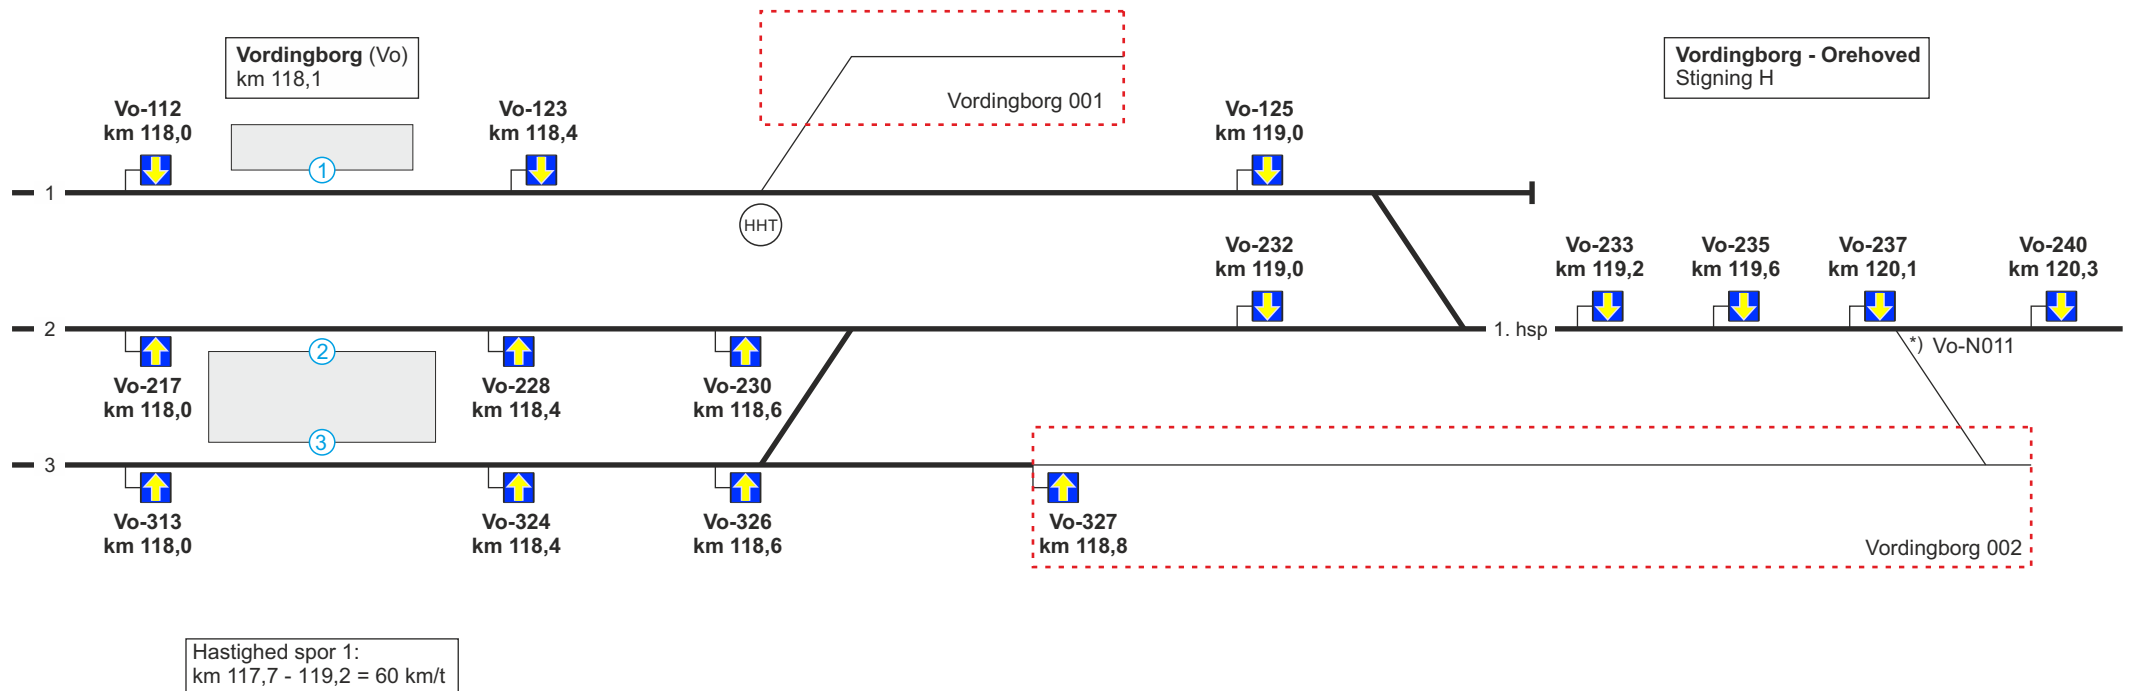 Vordingborg (Vo)
km 118,1
Vordingborg - Orehoved
Stigning H
Vordingborg 001
Vo-112
km 118,0
Vo-123
km 118,4
Vo-125
km 119,0
1
1
HHT
Vo-232
km 119,0
Vo-233
km 119,2
Vo-235
km 119,6
Vo-237
km 120,1
Vo-240
km 120,3
2
1. hsp
*) Vo-N011
2
Vo-217
km 118,0
Vo-228
km 118,4
Vo-230
km 118,6
3
3
Vo-313
km 118,0
Vo-324
km 118,4
Vo-326
km 118,6
Vo-327
km 118,8
Vordingborg 002
Hastighed spor 1:
km 117,7 - 119,2 = 60 km/t